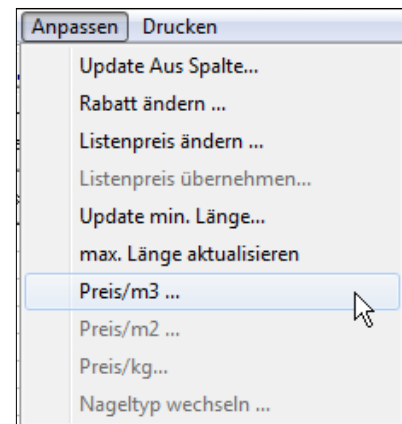 Anpassen Drucken
Update Aus Spalte...
Rabatt ändern ...
Listenpreis ändern ...
Listenpreis übernehmen...
Update min. Länge...
max. Länge aktualisieren
Preis/m3 ...
Preis/m2 ...
Preis/kg...
Nageltyp wechseln ...